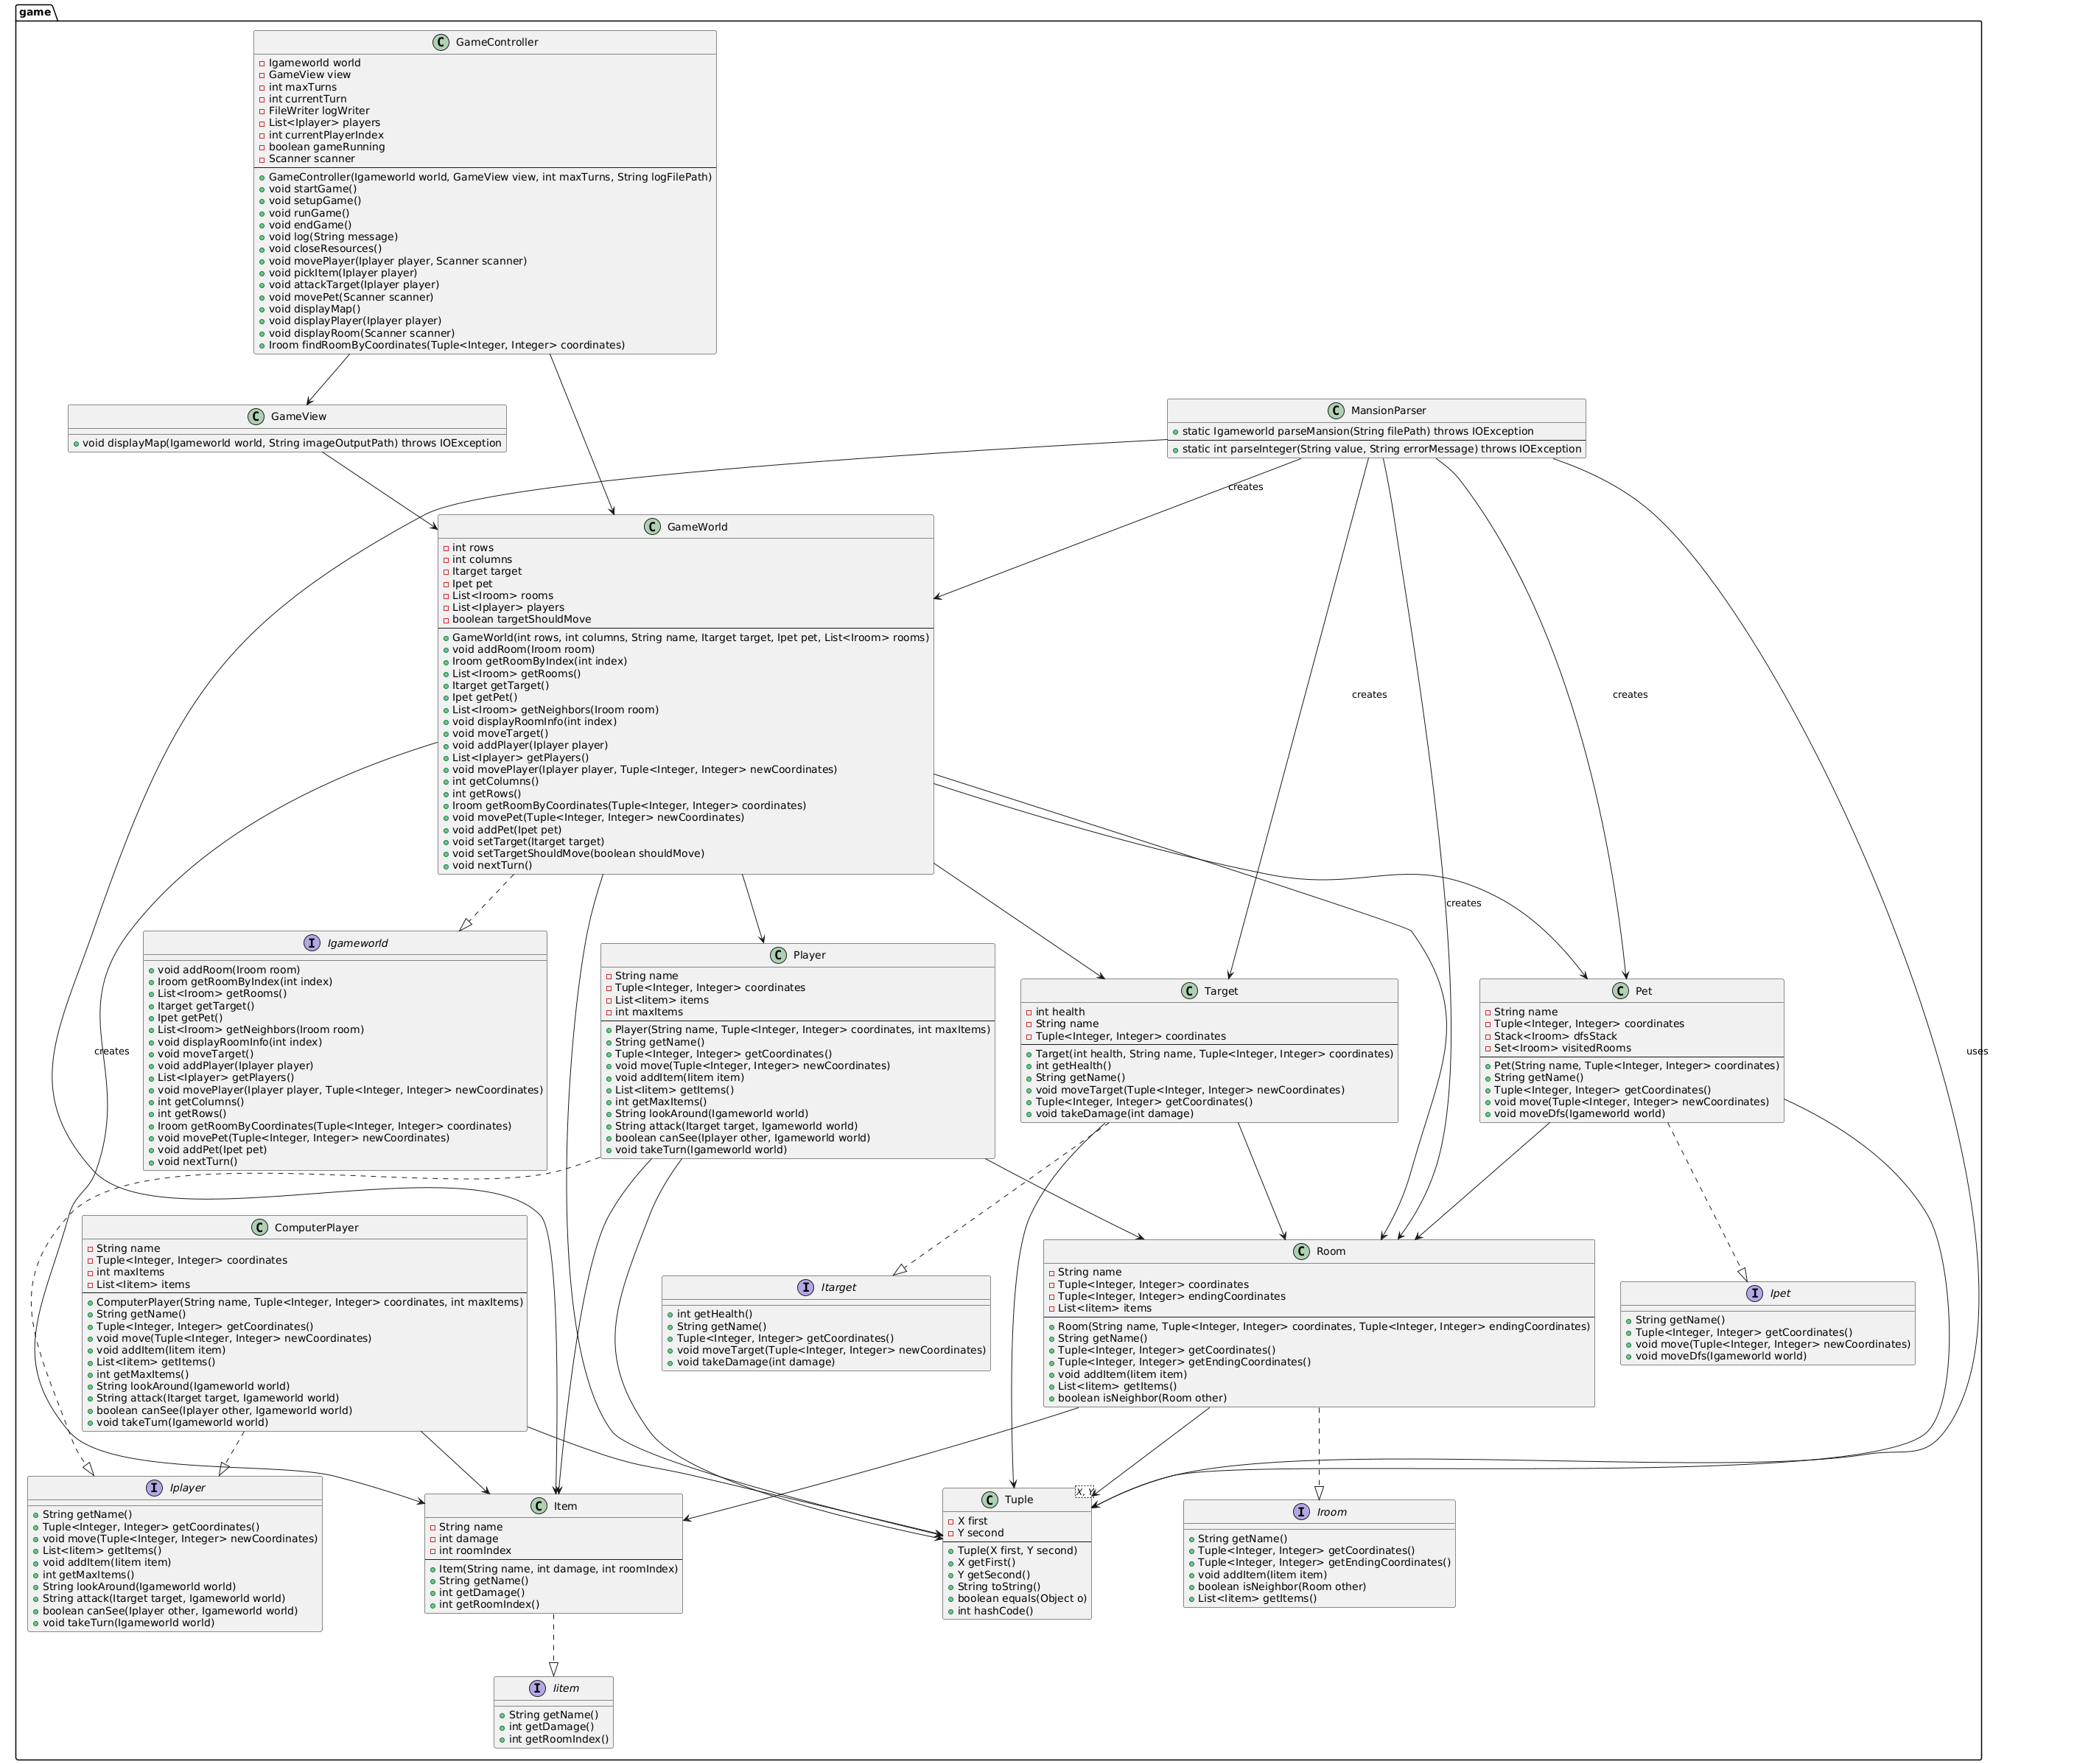 game
GameController
Igameworld world
GameView view
int maxTurns
int currentTurn
FileWriter logWriter
List<Iplayer> players
int currentPlayerIndex
boolean gameRunning
Scanner scanner
GameController(Igameworld world, GameView view, int maxTurns, String logFilePath)
void startGame()
void setupGame()
void runGame()
void endGame()
void log(String message)
void closeResources()
void movePlayer(Iplayer player, Scanner scanner)
void pickItem(Iplayer player)
void attackTarget(Iplayer player)
void movePet(Scanner scanner)
void displayMap()
void displayPlayer(Iplayer player)
void displayRoom(Scanner scanner)
Iroom findRoomByCoordinates(Tuple<Integer, Integer> coordinates)
GameView
void displayMap(Igameworld world, String imageOutputPath) throws IOException
MansionParser
static Igameworld parseMansion(String filePath) throws IOException
static int parseInteger(String value, String errorMessage) throws IOException
creates
GameWorld
int rows
int columns
Itarget target
Ipet pet
List<Iroom> rooms
List<Iplayer> players
boolean targetShouldMove
GameWorld(int rows, int columns, String name, Itarget target, Ipet pet, List<Iroom> rooms)
void addRoom(Iroom room)
Iroom getRoomByIndex(int index)
List<Iroom> getRooms()
Itarget getTarget()
Ipet getPet()
List<Iroom> getNeighbors(Iroom room)
void displayRoomInfo(int index)
void moveTarget()
void addPlayer(Iplayer player)
List<Iplayer> getPlayers()
void movePlayer(Iplayer player, Tuple<Integer, Integer> newCoordinates)
int getColumns()
int getRows()
Iroom getRoomByCoordinates(Tuple<Integer, Integer> coordinates)
void movePet(Tuple<Integer, Integer> newCoordinates)
void addPet(Ipet pet)
void setTarget(Itarget target)
void setTargetShouldMove(boolean shouldMove)
void nextTurn()
creates
creates
creates
creates
uses
Igameworld
void addRoom(Iroom room)
Iroom getRoomByIndex(int index)
List<Iroom> getRooms()
Itarget getTarget()
Ipet getPet()
List<Iroom> getNeighbors(Iroom room)
void displayRoomInfo(int index)
void moveTarget()
void addPlayer(Iplayer player)
List<Iplayer> getPlayers()
void movePlayer(Iplayer player, Tuple<Integer, Integer> newCoordinates)
int getColumns()
int getRows()
Iroom getRoomByCoordinates(Tuple<Integer, Integer> coordinates)
void movePet(Tuple<Integer, Integer> newCoordinates)
void addPet(Ipet pet)
void nextTurn()
Player
String name
Tuple<Integer, Integer> coordinates
List<Iitem> items
int maxItems
Player(String name, Tuple<Integer, Integer> coordinates, int maxItems)
String getName()
Tuple<Integer, Integer> getCoordinates()
void move(Tuple<Integer, Integer> newCoordinates)
void addItem(Iitem item)
List<Iitem> getItems()
int getMaxItems()
String lookAround(Igameworld world)
String attack(Itarget target, Igameworld world)
boolean canSee(Iplayer other, Igameworld world)
void takeTurn(Igameworld world)
Target
int health
String name
Tuple<Integer, Integer> coordinates
Target(int health, String name, Tuple<Integer, Integer> coordinates)
int getHealth()
String getName()
void moveTarget(Tuple<Integer, Integer> newCoordinates)
Tuple<Integer, Integer> getCoordinates()
void takeDamage(int damage)
Pet
String name
Tuple<Integer, Integer> coordinates
Stack<Iroom> dfsStack
Set<Iroom> visitedRooms
Pet(String name, Tuple<Integer, Integer> coordinates)
String getName()
Tuple<Integer, Integer> getCoordinates()
void move(Tuple<Integer, Integer> newCoordinates)
void moveDfs(Igameworld world)
ComputerPlayer
String name
Tuple<Integer, Integer> coordinates
int maxItems
List<Iitem> items
ComputerPlayer(String name, Tuple<Integer, Integer> coordinates, int maxItems)
String getName()
Tuple<Integer, Integer> getCoordinates()
void move(Tuple<Integer, Integer> newCoordinates)
void addItem(Iitem item)
List<Iitem> getItems()
int getMaxItems()
String lookAround(Igameworld world)
String attack(Itarget target, Igameworld world)
boolean canSee(Iplayer other, Igameworld world)
void takeTurn(Igameworld world)
Itarget
int getHealth()
String getName()
Tuple<Integer, Integer> getCoordinates()
void moveTarget(Tuple<Integer, Integer> newCoordinates)
void takeDamage(int damage)
Room
String name
Tuple<Integer, Integer> coordinates
Tuple<Integer, Integer> endingCoordinates
List<Iitem> items
Room(String name, Tuple<Integer, Integer> coordinates, Tuple<Integer, Integer> endingCoordinates)
String getName()
Tuple<Integer, Integer> getCoordinates()
Tuple<Integer, Integer> getEndingCoordinates()
void addItem(Iitem item)
List<Iitem> getItems()
boolean isNeighbor(Room other)
Ipet
String getName()
Tuple<Integer, Integer> getCoordinates()
void move(Tuple<Integer, Integer> newCoordinates)
void moveDfs(Igameworld world)
Iplayer
String getName()
Tuple<Integer, Integer> getCoordinates()
void move(Tuple<Integer, Integer> newCoordinates)
List<Iitem> getItems()
void addItem(Iitem item)
int getMaxItems()
String lookAround(Igameworld world)
String attack(Itarget target, Igameworld world)
boolean canSee(Iplayer other, Igameworld world)
void takeTurn(Igameworld world)
Item
String name
int damage
int roomIndex
Item(String name, int damage, int roomIndex)
String getName()
int getDamage()
int getRoomIndex()
Tuple
X, Y
X first
Y second
Tuple(X first, Y second)
X getFirst()
Y getSecond()
String toString()
boolean equals(Object o)
int hashCode()
Iroom
String getName()
Tuple<Integer, Integer> getCoordinates()
Tuple<Integer, Integer> getEndingCoordinates()
void addItem(Iitem item)
boolean isNeighbor(Room other)
List<Iitem> getItems()
Iitem
String getName()
int getDamage()
int getRoomIndex()